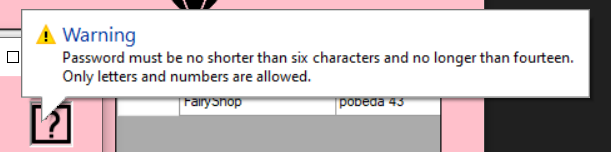 Warning
Password must be no shorter than six characters and no longer than fourteen.
Only letters and numbers are allowed.
FairyShop pobeda 43
?